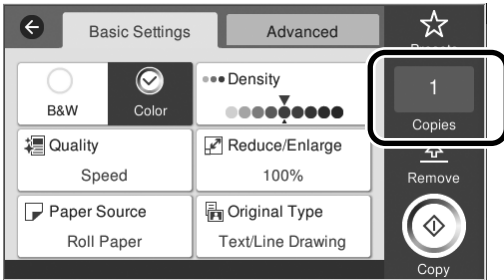 Basic Settings
Advanced
1
Copies
B&W
Color
Density
Quality
Speed
Reduce/Enlarge
100%
Remove
Paper Source
Roll Paper
Original Type
Text/Line Drawing
Copy